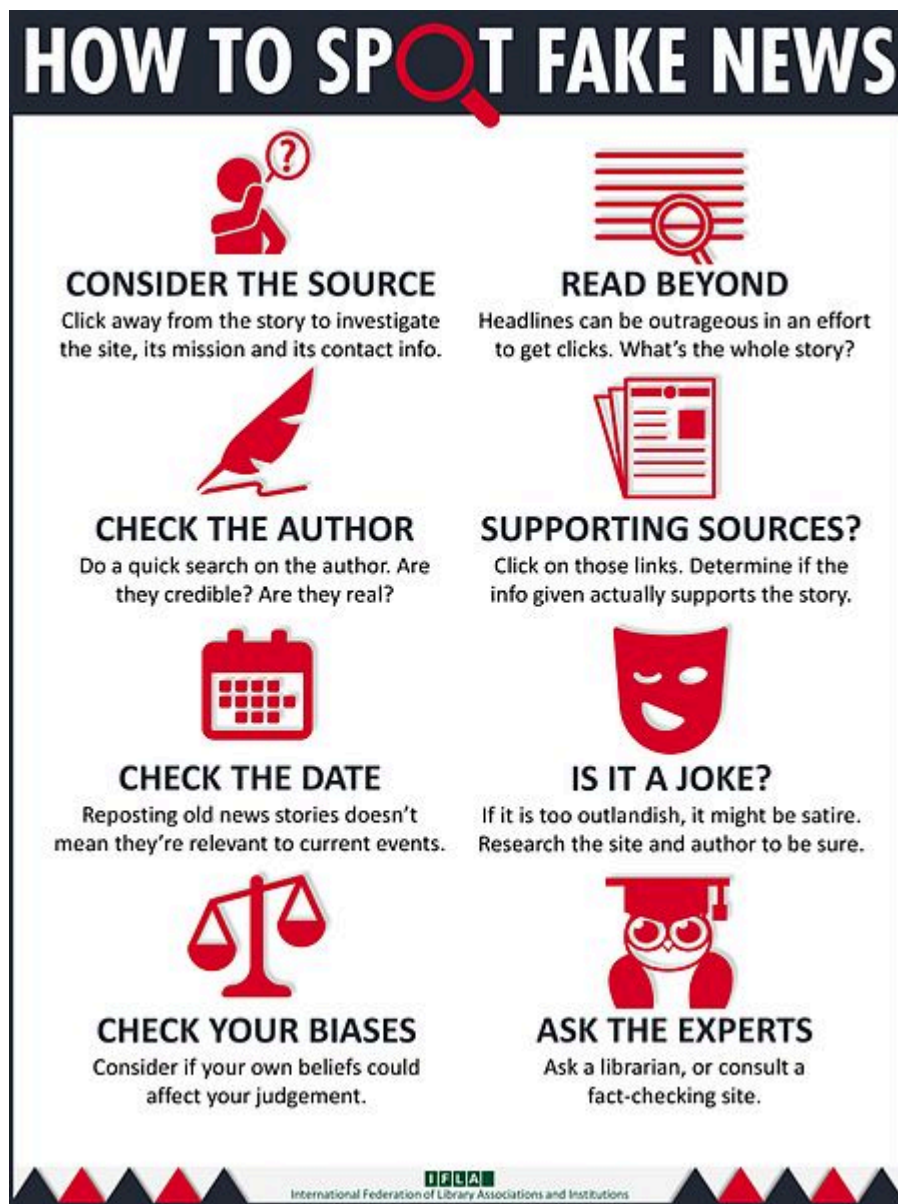 HOW TO SPOT FAKE NEWS
?
CONSIDER THE SOURCE
Click away from the story to investigate
the site, its mission and its contact info.
READ BEYOND
Headlines can be outrageous in an effort
to get clicks. What's the whole story?
CHECK THE AUTHOR
Do a quick search on the author. Are
they credible? Are they real?
SUPPORTING SOURCES?
Click on those links. Determine if the
info given actually supports the story.
CHECK THE DATE
Reposting old news stories doesn't
mean they're relevant to current events.
IS IT A JOKE?
If it is too outlandish, it might be satire.
Research the site and author to be sure.
CHECK YOUR BIASES
Consider if your own beliefs could
affect your judgement.
ASK THE EXPERTS
Ask a librarian, or consult a
fact-checking site.
IFLA
International Federation of Library Associations and Institutions